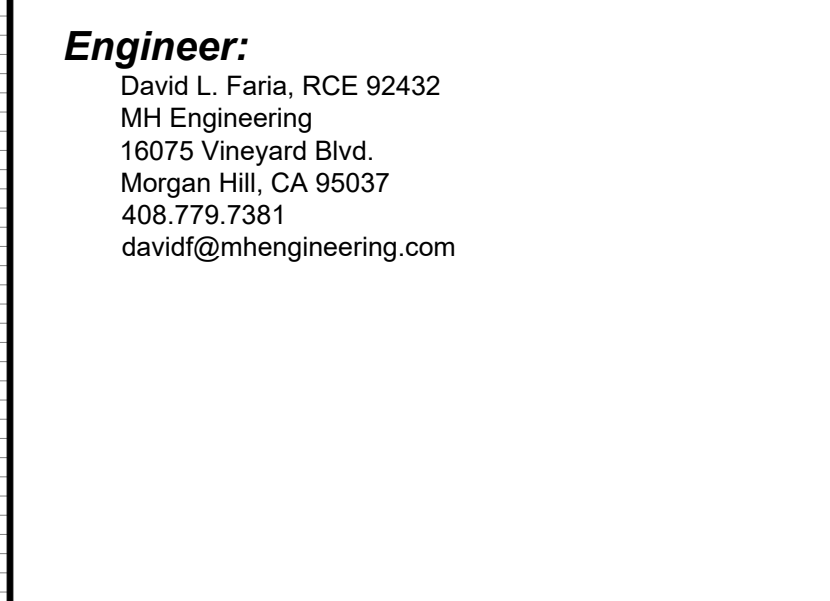 Engineer:
David L. Faria, RCE 92432
MH Engineering
16075 Vineyard Blvd.
Morgan Hill, CA 95037
408.779.7381
davidf@mhengineering.com